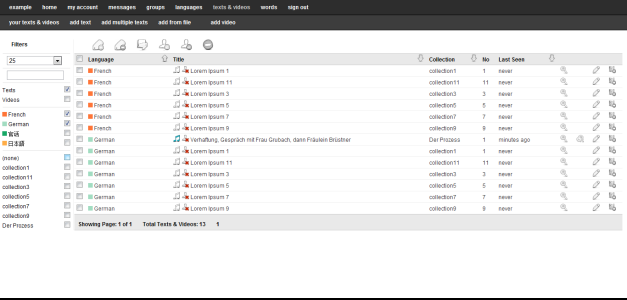 example home my account messages groups languages texts & videos words sign out
your texts & videos add text add multiple texts add from file add video
Filters
25
Texts
Videos
French
German
官话
日本語
(none)
collection1
collection11
collection3
collection5
collection7
collection9
Der Prozess
Language Title Collection No Last Seen
French Lorem Ipsum 1 collection1 1 never
French Lorem Ipsum 11 collection11 11 never
French Lorem Ipsum 3 collection3 3 never
French Lorem Ipsum 5 collection5 5 never
French Lorem Ipsum 7 collection7 7 never
French Lorem Ipsum 9 collection9 9 never
German Verhaftung, Gespräch mit Frau Grubach, dann Fräulein Brüstner Der Prozess 1 minutes ago
German Lorem Ipsum 1 collection1 1 never
German Lorem Ipsum 11 collection11 11 never
German Lorem Ipsum 3 collection3 3 never
German Lorem Ipsum 5 collection5 5 never
German Lorem Ipsum 7 collection7 7 never
German Lorem Ipsum 9 collection9 9 never
Showing Page: 1 of 1 Total Texts & Videos: 13 1